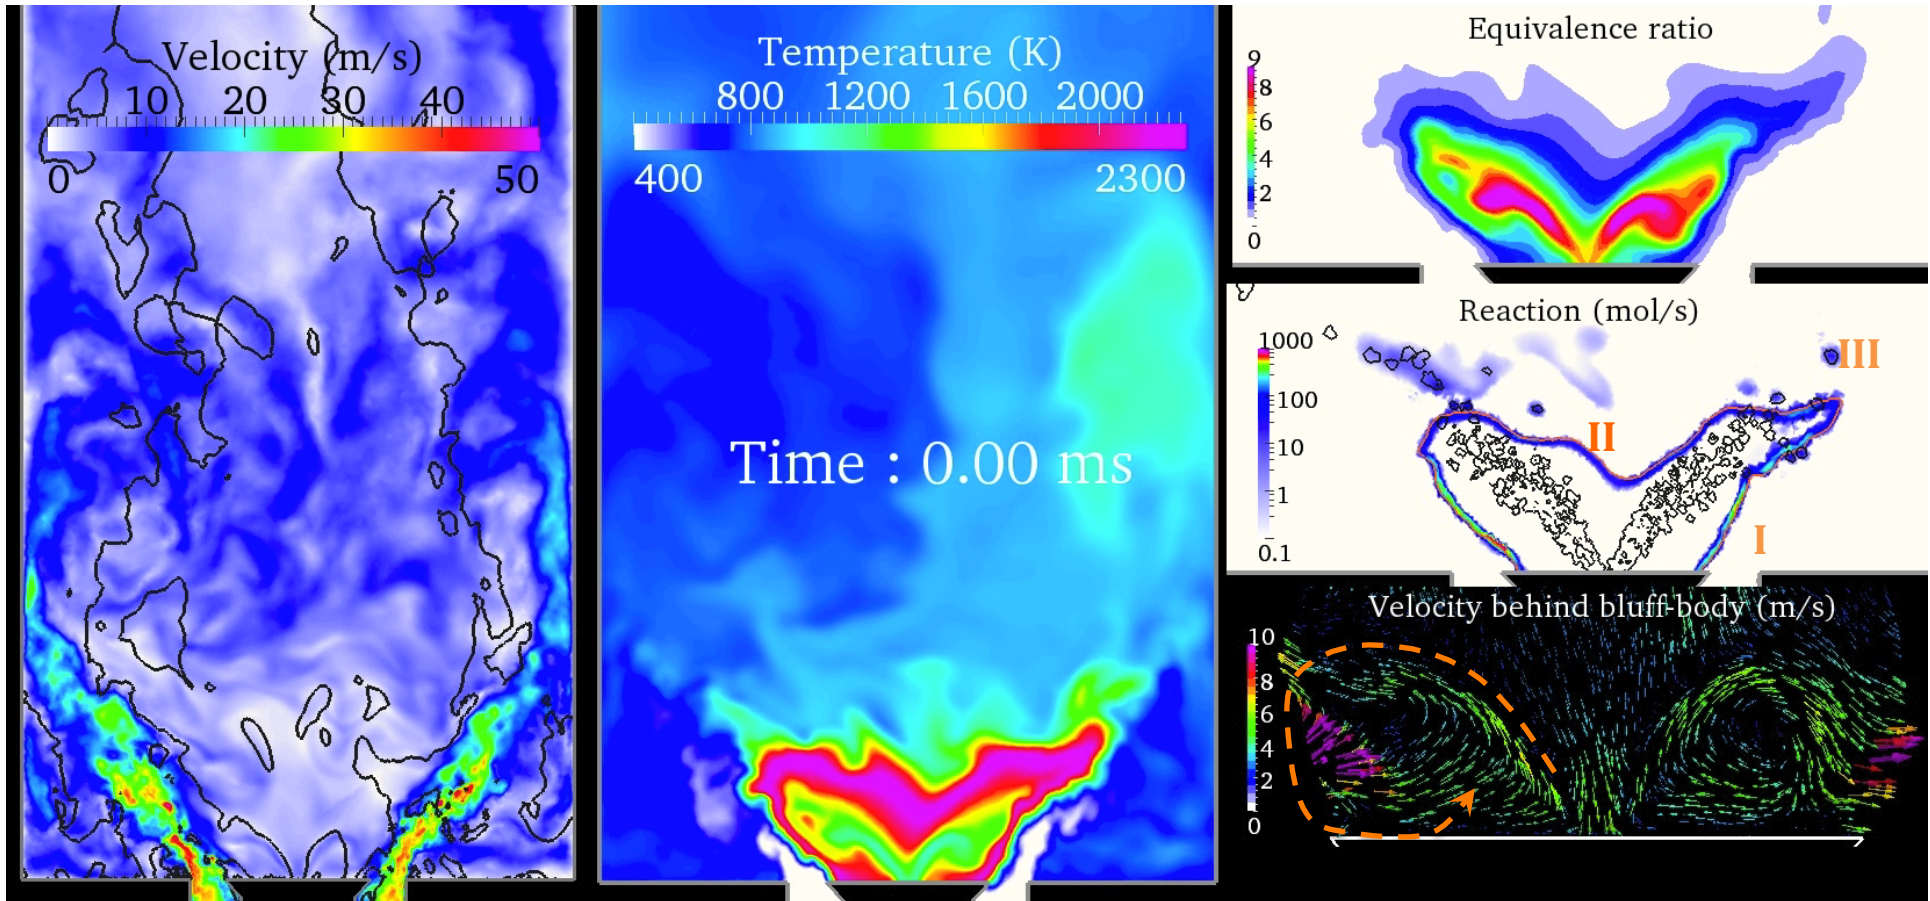 Velocity (m/s)
10 20 30 40
0 50
Temperature (K)
800 1200 1600 2000
400 2300
Time : 0.00 ms
Equivalence ratio
9
8
6
4
2
0
Reaction (mol/s)
1000
100
10
1
0.1
III
II
I
Velocity behind bluff-body (m/s)
10
8
6
4
2
0